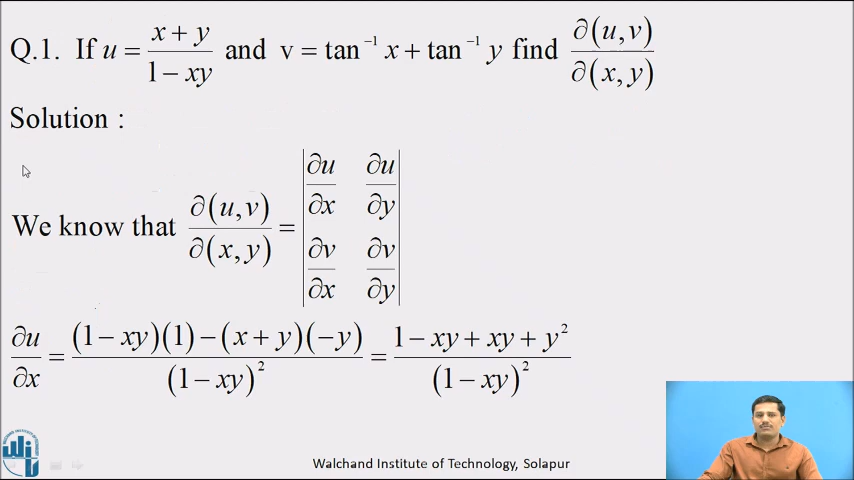 Q.1. If u = (x + y)/(1 − xy) and v = tan⁻¹ x + tan⁻¹ y find ∂(u,v)/∂(x,y)
Solution :
We know that ∂(u,v)/∂(x,y) = | ∂u/∂x ∂u/∂y |
| ∂v/∂x ∂v/∂y |
∂u/∂x = ((1 − xy)(1) − (x + y)(−y))/(1 − xy)² = (1 − xy + xy + y²)/(1 − xy)²
Walchand Institute of Technology, Solapur